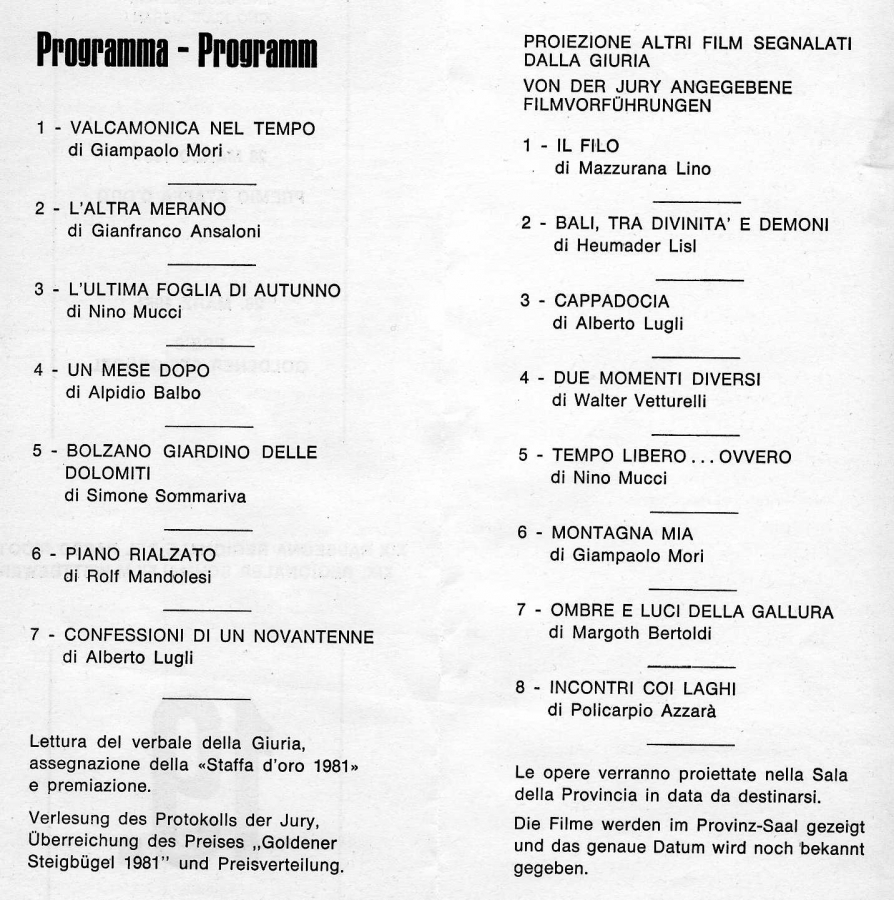 Programma - Programm
1 - VALCAMONICA NEL TEMPO
di Giampaolo Mori
2 - L'ALTRA MERANO
di Gianfranco Ansaloni
3 - L'ULTIMA FOGLIA DI AUTUNNO
di Nino Mucci
4 - UN MESE DOPO
di Alpidio Balbo
5 - BOLZANO GIARDINO DELLE
DOLOMITI
di Simone Sommariva
6 - PIANO RIALZATO
di Rolf Mandolesi
7 - CONFESSIONI DI UN NOVANTENNE
di Alberto Lugli
Lettura del verbale della Giuria,
assegnazione della «Staffa d'oro 1981»
e premiazione.
Verlesung des Protokolls der Jury,
Überreichung des Preises „Goldener
Steigbügel 1981" und Preisverteilung.
PROIEZIONE ALTRI FILM SEGNALATI
DALLA GIURIA
VON DER JURY ANGEGEBENE
FILMVORFÜHRUNGEN
1 - IL FILO
di Mazzurana Lino
2 - BALI, TRA DIVINITA' E DEMONI
di Heumader Lisl
3 - CAPPADOCIA
di Alberto Lugli
4 - DUE MOMENTI DIVERSI
di Walter Vetturelli
5 - TEMPO LIBERO ... OVVERO
di Nino Mucci
6 - MONTAGNA MIA
di Giampaolo Mori
7 - OMBRE E LUCI DELLA GALLURA
di Margoth Bertoldi
8 - INCONTRI COI LAGHI
di Policarpio Azzarà
Le opere verranno proiettate nella Sala
della Provincia in data da destinarsi.
Die Filme werden im Provinz-Saal gezeigt
und das genaue Datum wird noch bekannt
gegeben.